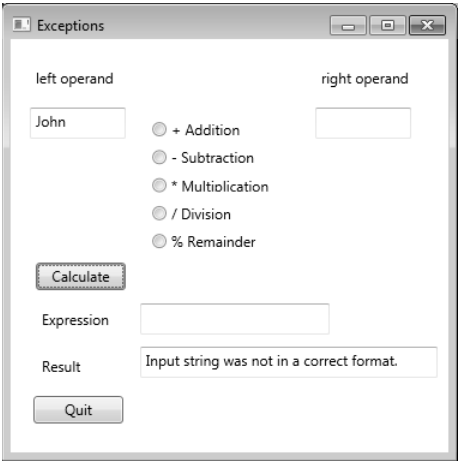 Exceptions
left operand right operand
John
+ Addition
- Subtraction
* Multiplication
/ Division
% Remainder
Calculate
Expression
Result Input string was not in a correct format.
Quit